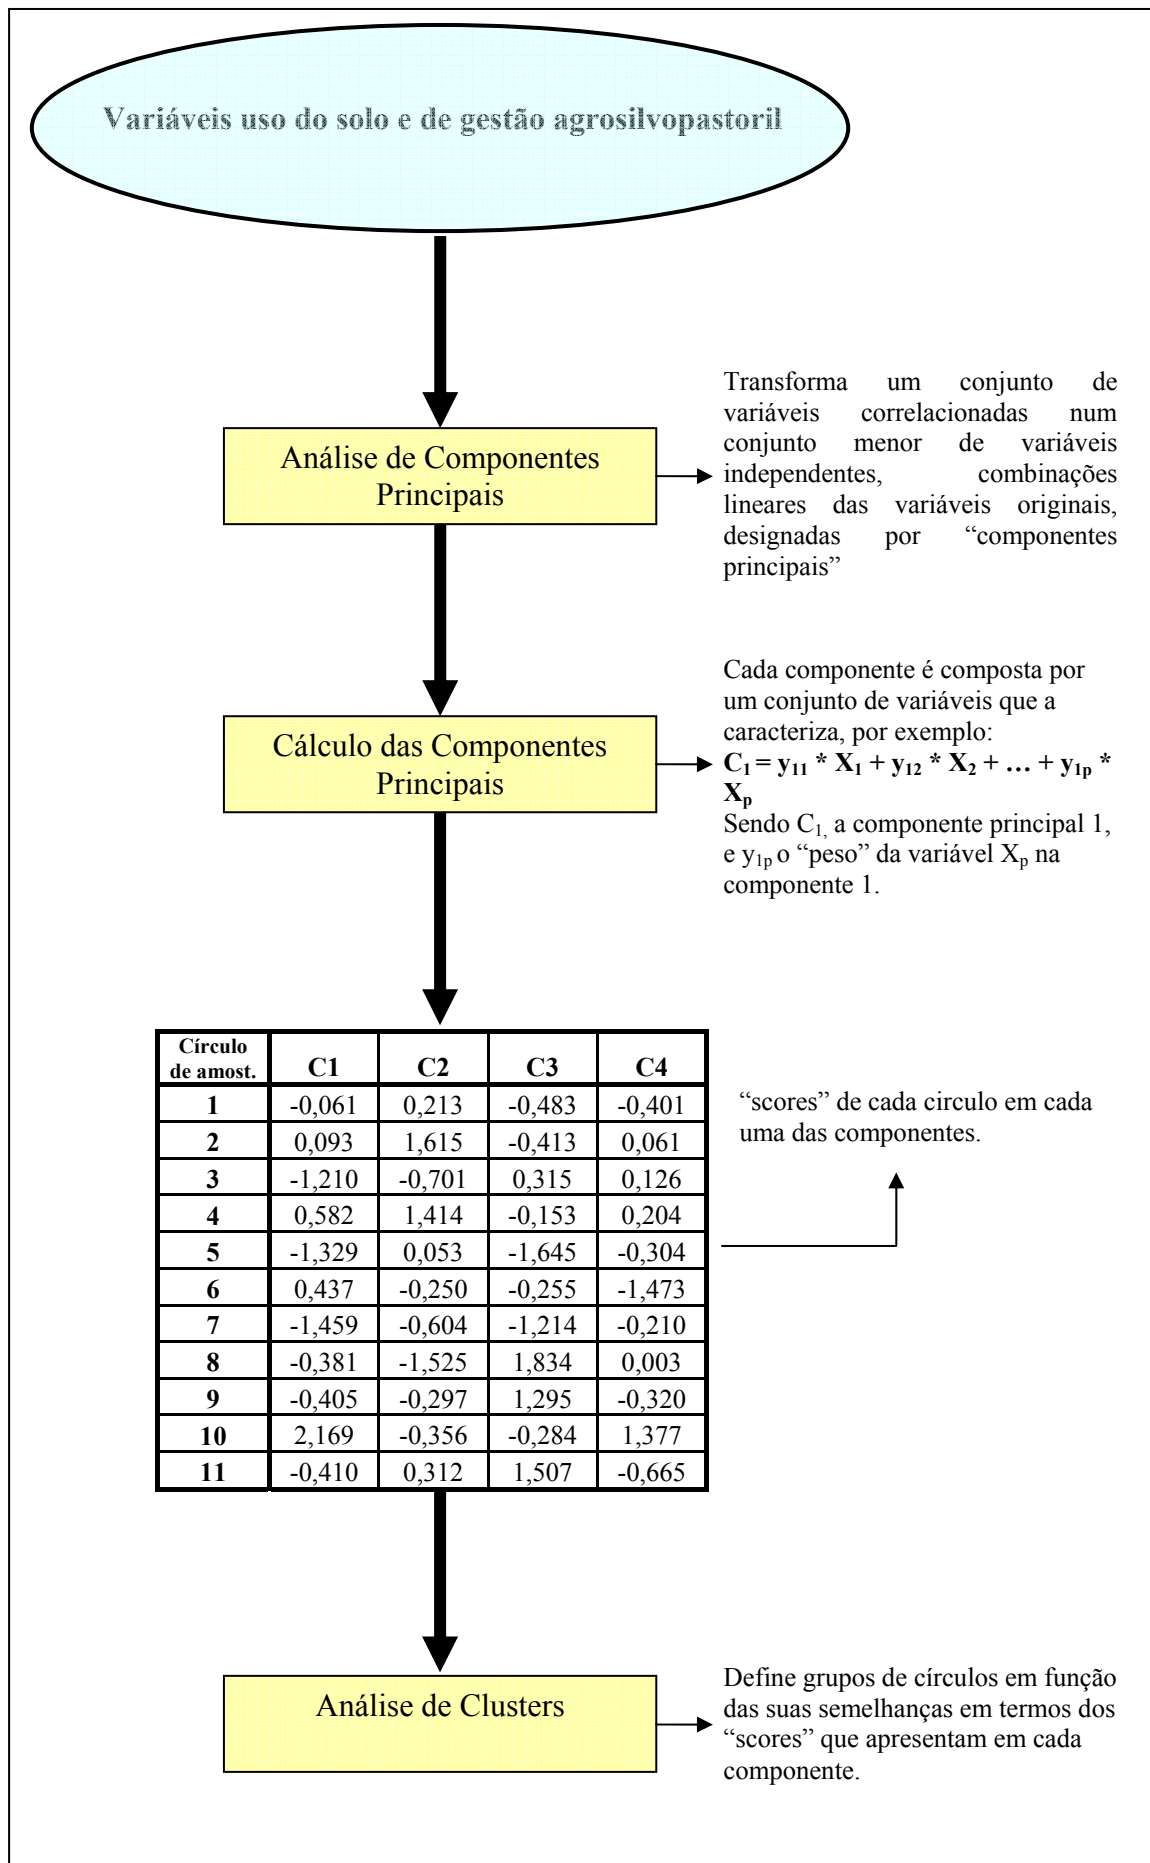 Variáveis uso do solo e de gestão agrosilvopastoril
Transforma um conjunto de
variáveis correlacionadas num
conjunto menor de variáveis
independentes, combinações
lineares das variáveis originais,
designadas por “componentes
principais”
Análise de Componentes
Principais
Cada componente é composta por
um conjunto de variáveis que a
caracteriza, por exemplo:
C1 = y11 * X1 + y12 * X2 + … + y1p *
Xp
Sendo C1, a componente principal 1,
e y1p o “peso” da variável Xp na
componente 1.
Cálculo das Componentes
Principais
Círculo
de amost. C1 C2 C3 C4
1 -0,061 0,213 -0,483 -0,401
2 0,093 1,615 -0,413 0,061
3 -1,210 -0,701 0,315 0,126
4 0,582 1,414 -0,153 0,204
5 -1,329 0,053 -1,645 -0,304
6 0,437 -0,250 -0,255 -1,473
7 -1,459 -0,604 -1,214 -0,210
8 -0,381 -1,525 1,834 0,003
9 -0,405 -0,297 1,295 -0,320
10 2,169 -0,356 -0,284 1,377
11 -0,410 0,312 1,507 -0,665
“scores” de cada circulo em cada
uma das componentes.
Análise de Clusters
Define grupos de círculos em função
das suas semelhanças em termos dos
“scores” que apresentam em cada
componente.